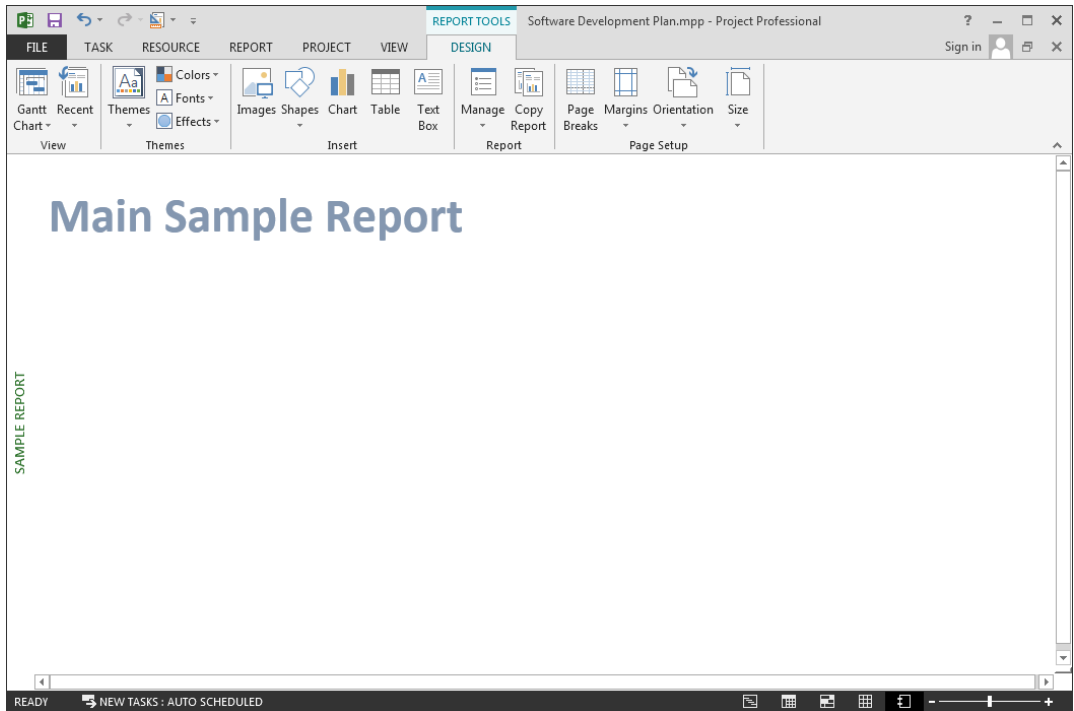 REPORT TOOLS Software Development Plan.mpp - Project Professional ?
FILE TASK RESOURCE REPORT PROJECT VIEW DESIGN Sign in
Gantt Chart
Recent
View
Aa
Themes
Colors
A Fonts
Effects
Themes
Images
Shapes
Chart
Table
A
Text Box
Insert
Manage
Copy Report
Report
Page Breaks
Margins
Orientation
Size
Page Setup
Main Sample Report
SAMPLE REPORT
READY NEW TASKS : AUTO SCHEDULED